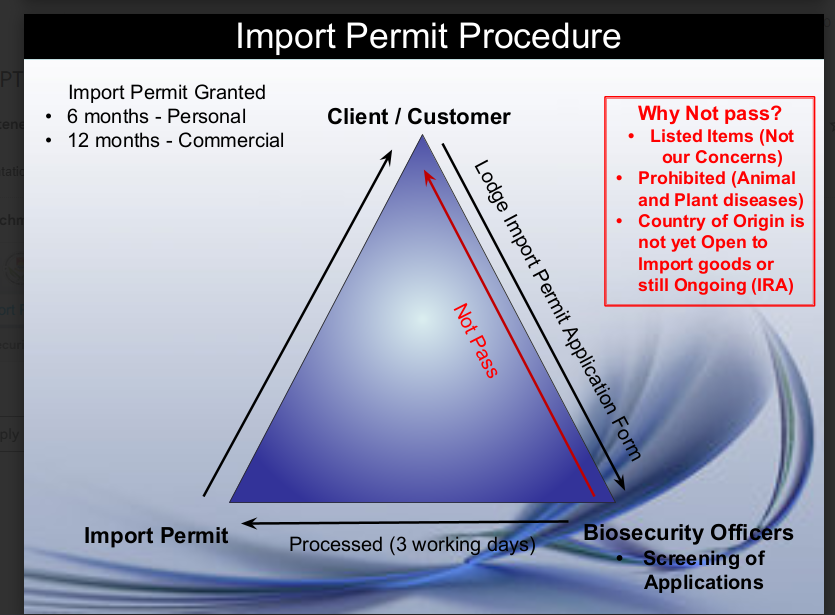 Import Permit Procedure
Import Permit Granted
• 6 months - Personal
• 12 months - Commercial
Client / Customer
Why Not pass?
• Listed Items (Not
our Concerns)
• Prohibited (Animal
and Plant diseases)
• Country of Origin is
not yet Open to
Import goods or
still Ongoing (IRA)
Lodge Import Permit Application Form
Not Pass
Import Permit
Processed (3 working days)
Biosecurity Officers
• Screening of
Applications